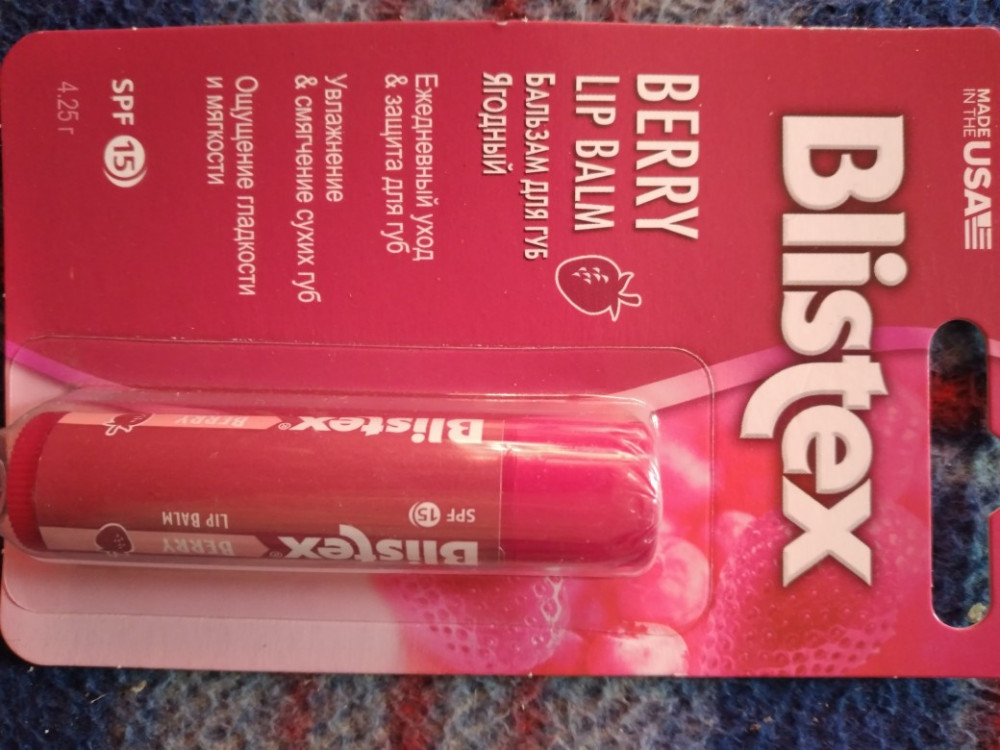 MADE
IN THE USA
Blistex
BERRY
LIP BALM
БАЛЬЗАМ ДЛЯ ГУБ
ЯГОДНЫЙ
Ежедневный уход
& защита для губ
Увлажнение
& смягчение сухих губ
Ощущение гладкости
и мягкости
SPF 15
4.25 г
Blistex® BERRY
SPF 15 LIP BALM
Blistex® BERRY